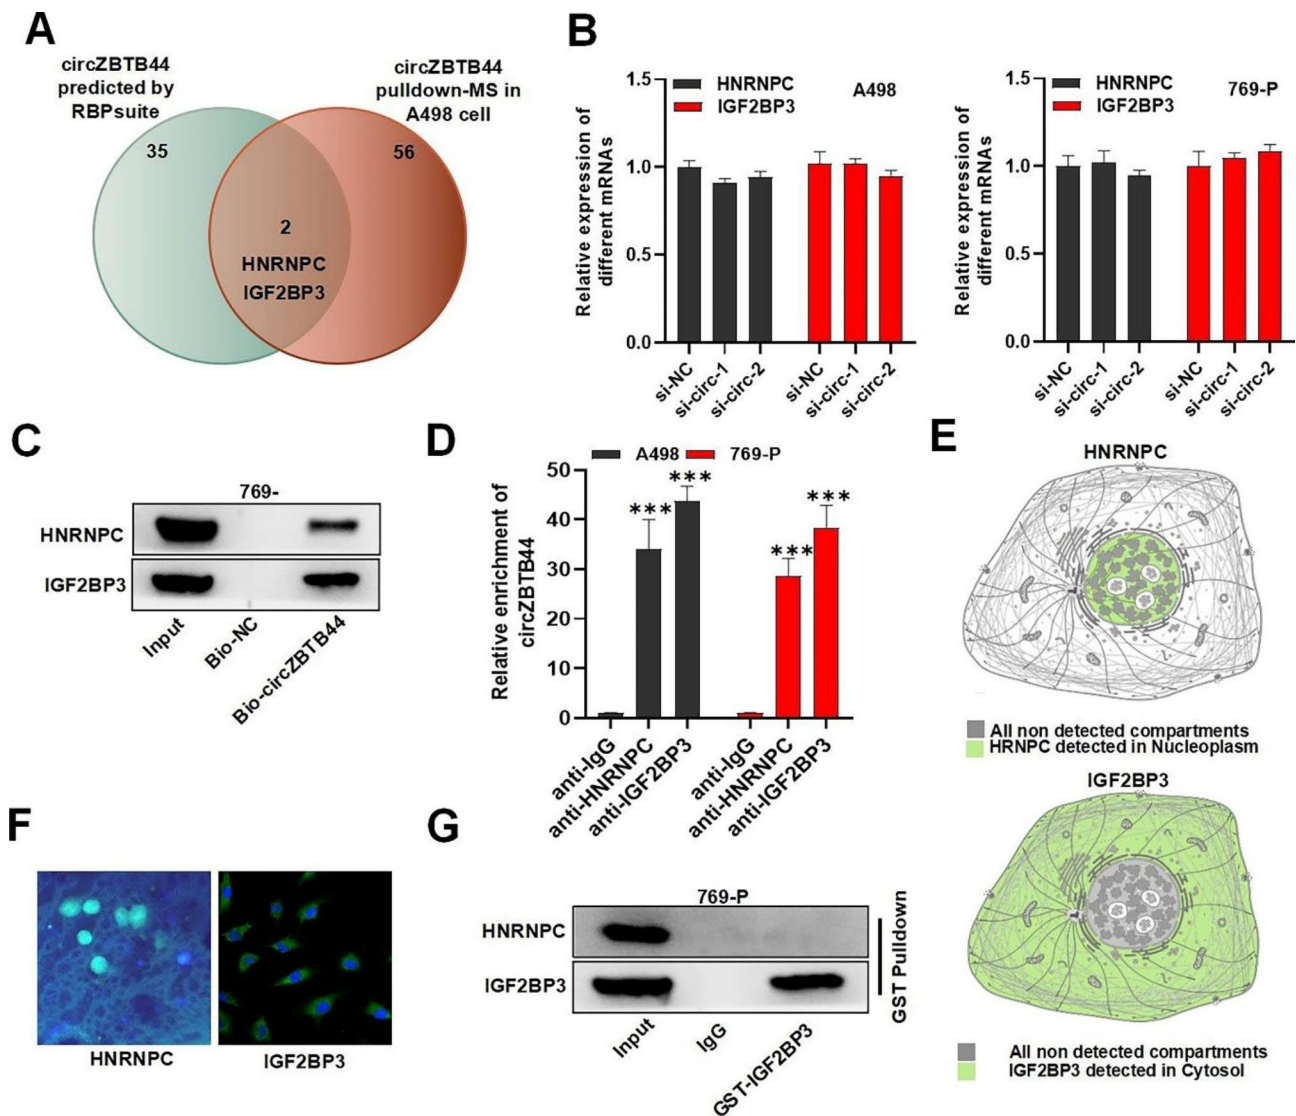 A
circZBTB44
predicted by
RBPsuite
circZBTB44
pulldown-MS in
A498 cell
35
56
2
HNRNPC
IGF2BP3
B
Relative expression of
different mRNAs
1.5
1.0
0.5
0.0
HNRNPC
IGF2BP3
A498
si-NC
si-circ-1
si-circ-2
si-NC
si-circ-1
si-circ-2
Relative expression of
different mRNAs
1.5
1.0
0.5
0.0
HNRNPC
IGF2BP3
769-P
si-NC
si-circ-1
si-circ-2
si-NC
si-circ-1
si-circ-2
C
769-
HNRNPC
IGF2BP3
Input
Bio-NC
Bio-circZBTB44
D
A498
769-P
Relative enrichment of
circZBTB44
50
40
30
20
10
0
***
***
***
***
anti-IgG
anti-HNRNPC
anti-IGF2BP3
anti-IgG
anti-HNRNPC
anti-IGF2BP3
E
HNRNPC
All non detected compartments
HRNPC detected in Nucleoplasm
IGF2BP3
All non detected compartments
IGF2BP3 detected in Cytosol
F
HNRNPC
IGF2BP3
G
769-P
HNRNPC
IGF2BP3
GST Pulldown
Input
IgG
GST-IGF2BP3